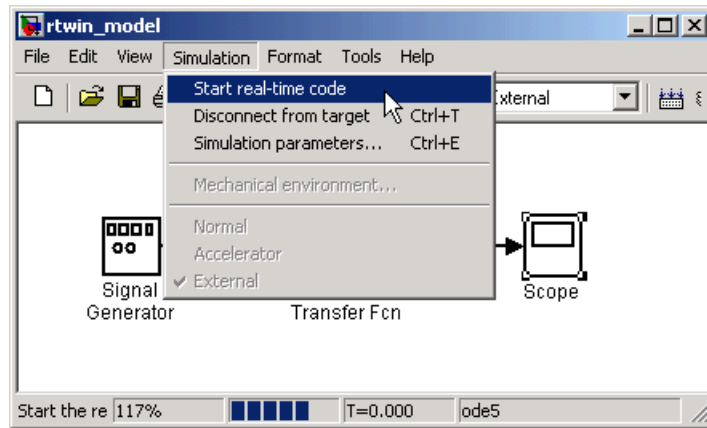 rtwin_model
File Edit View Simulation Format Tools Help
Start real-time code
xternal
Disconnect from target Ctrl+T
Simulation parameters... Ctrl+E
Mechanical environment...
Normal
Accelerator
External
Signal
Generator
Transfer Fcn
Scope
Start the re 117% T=0.000 ode5